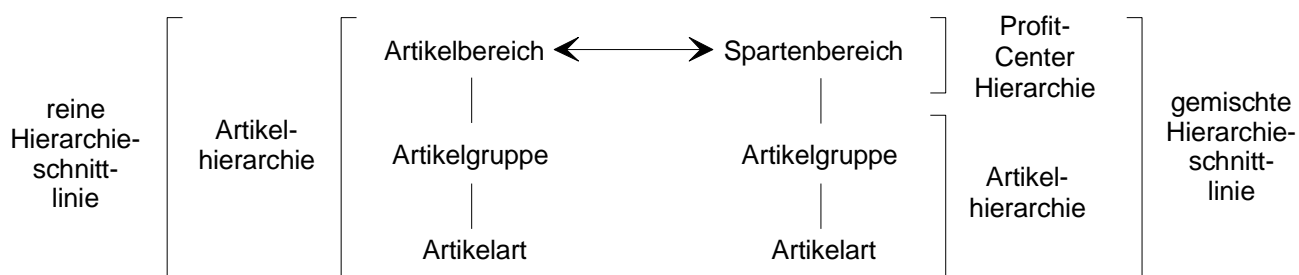 reine
Hierarchie-
schnitt-
linie
Artikel-
hierarchie
Artikelbereich
Artikelgruppe
Artikelart
Spartenbereich
Artikelgruppe
Artikelart
Profit-
Center
Hierarchie
Artikel-
hierarchie
gemischte
Hierarchie-
schnitt-
linie